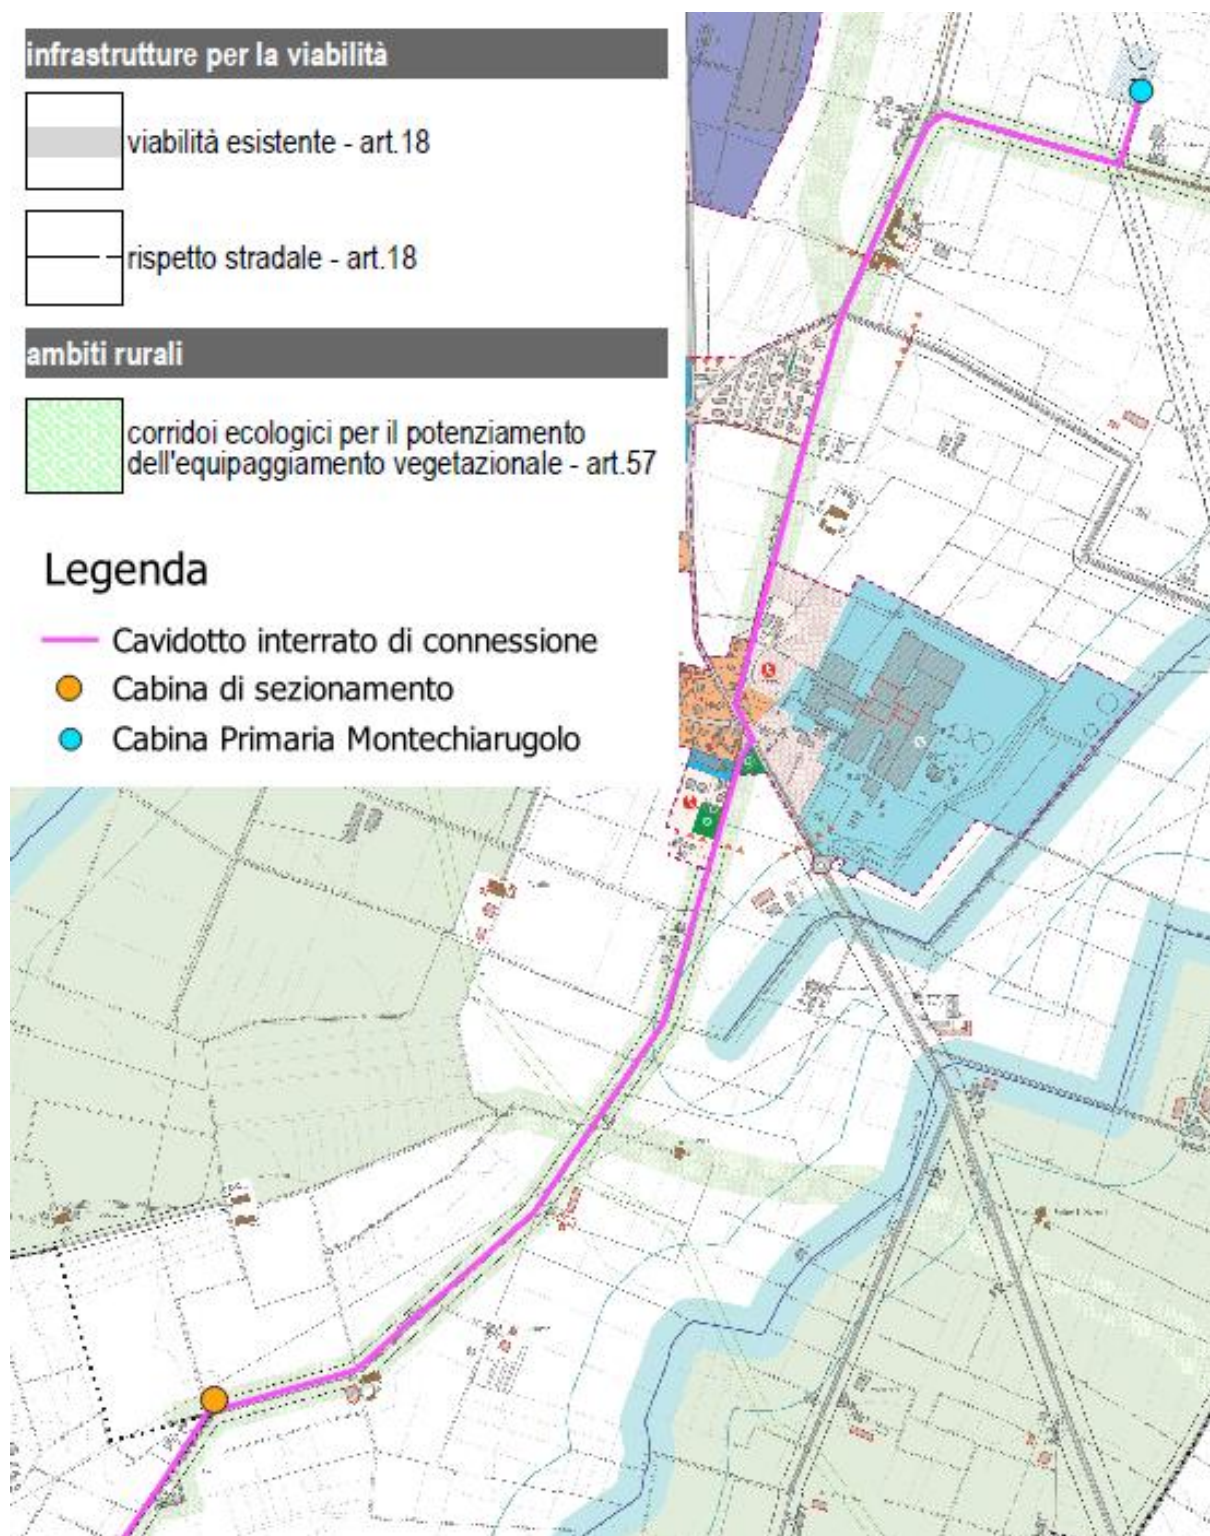 infrastrutture per la viabilità
viabilità esistente - art.18
rispetto stradale - art.18
ambiti rurali
corridoi ecologici per il potenziamento
dell'equipaggiamento vegetazionale - art.57
Legenda
Cavidotto interrato di connessione
Cabina di sezionamento
Cabina Primaria Montechiarugolo